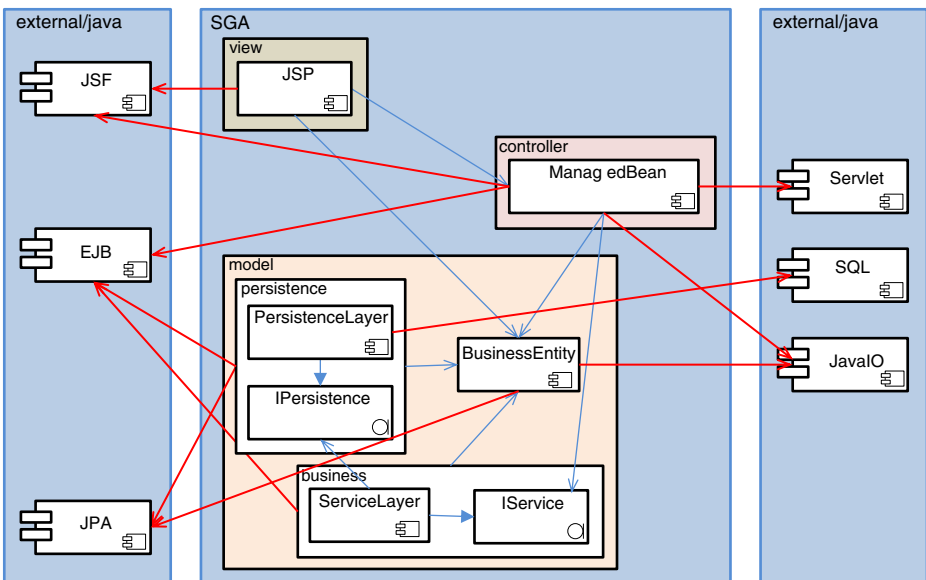 external/java
SGA
external/java
view
JSP
JSF
controller
Manag edBean
Servlet
EJB
SQL
model
persistence
PersistenceLayer
BusinessEntity
JavaIO
IPersistence
business
ServiceLayer
IService
JPA